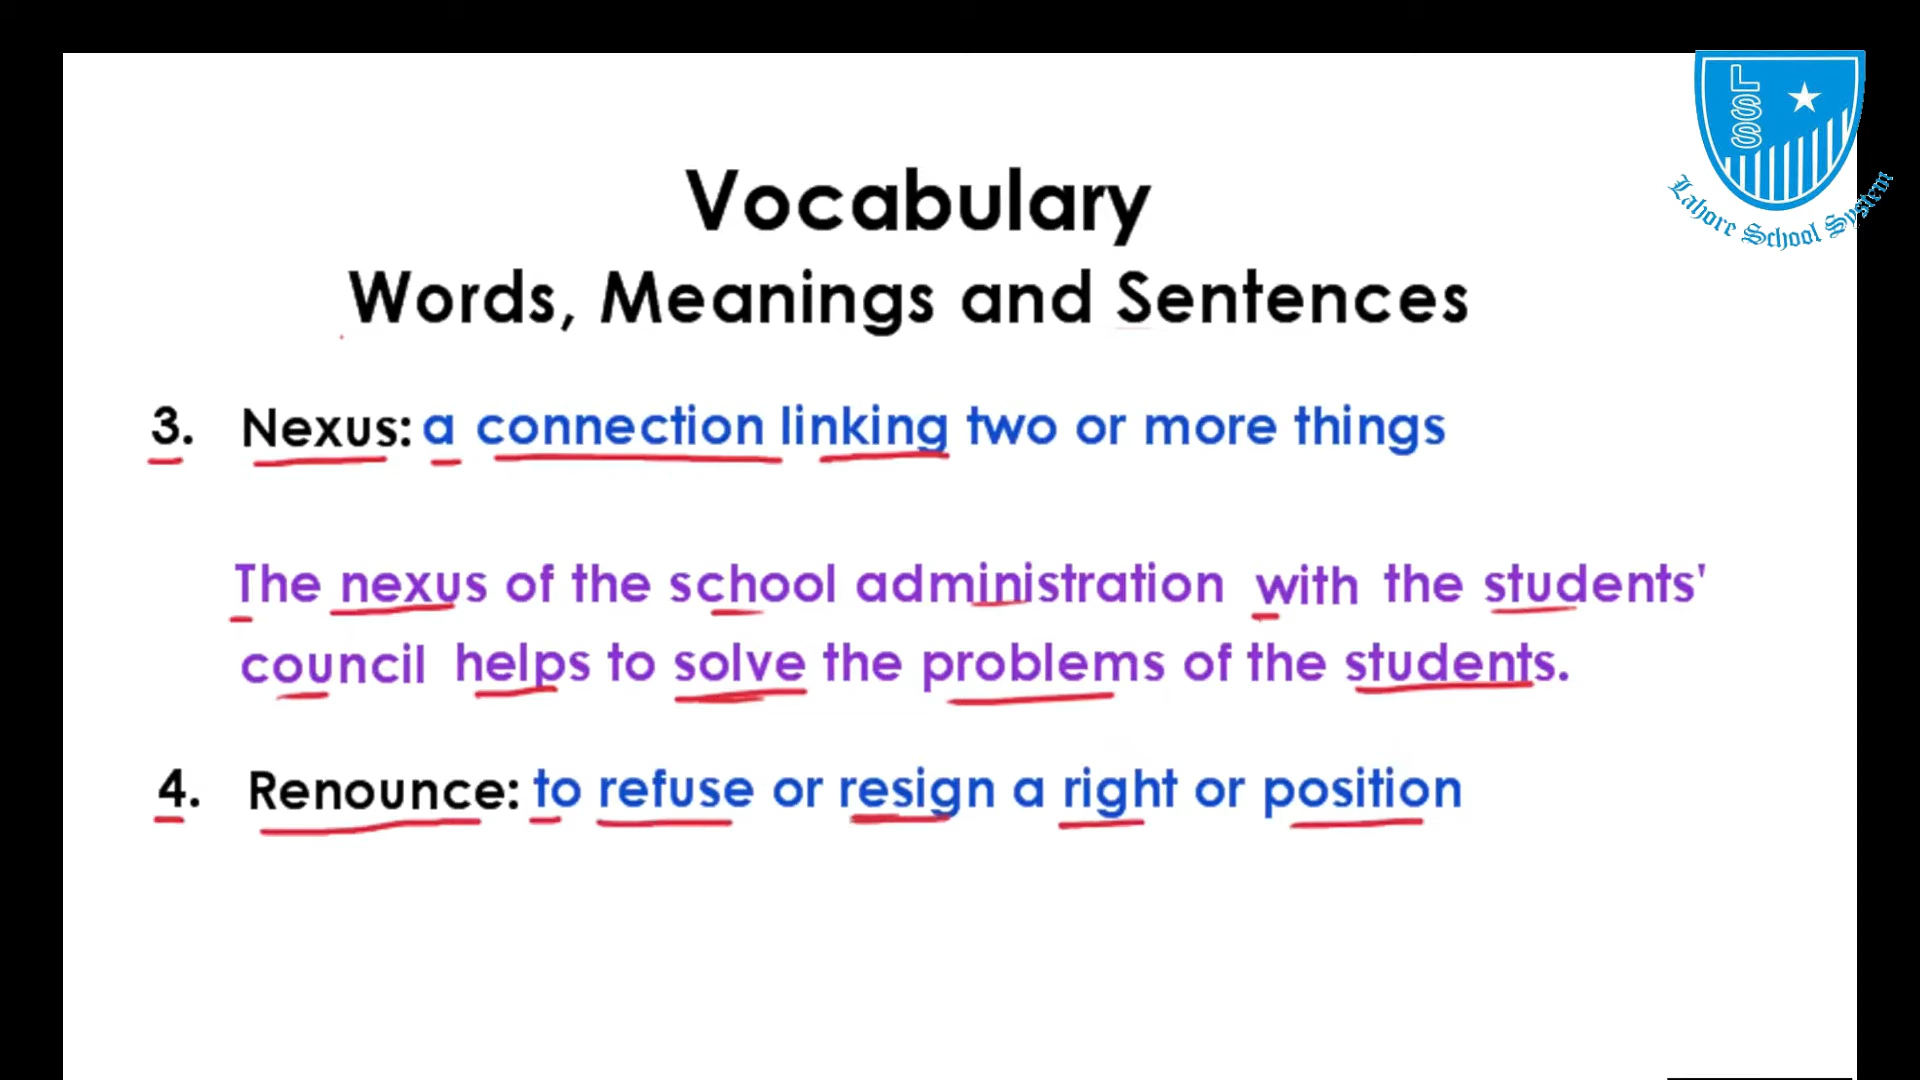 LSS
Lahore School System
Vocabulary
Words, Meanings and Sentences
3. Nexus: a connection linking two or more things
The nexus of the school administration with the students'
council helps to solve the problems of the students.
4. Renounce: to refuse or resign a right or position